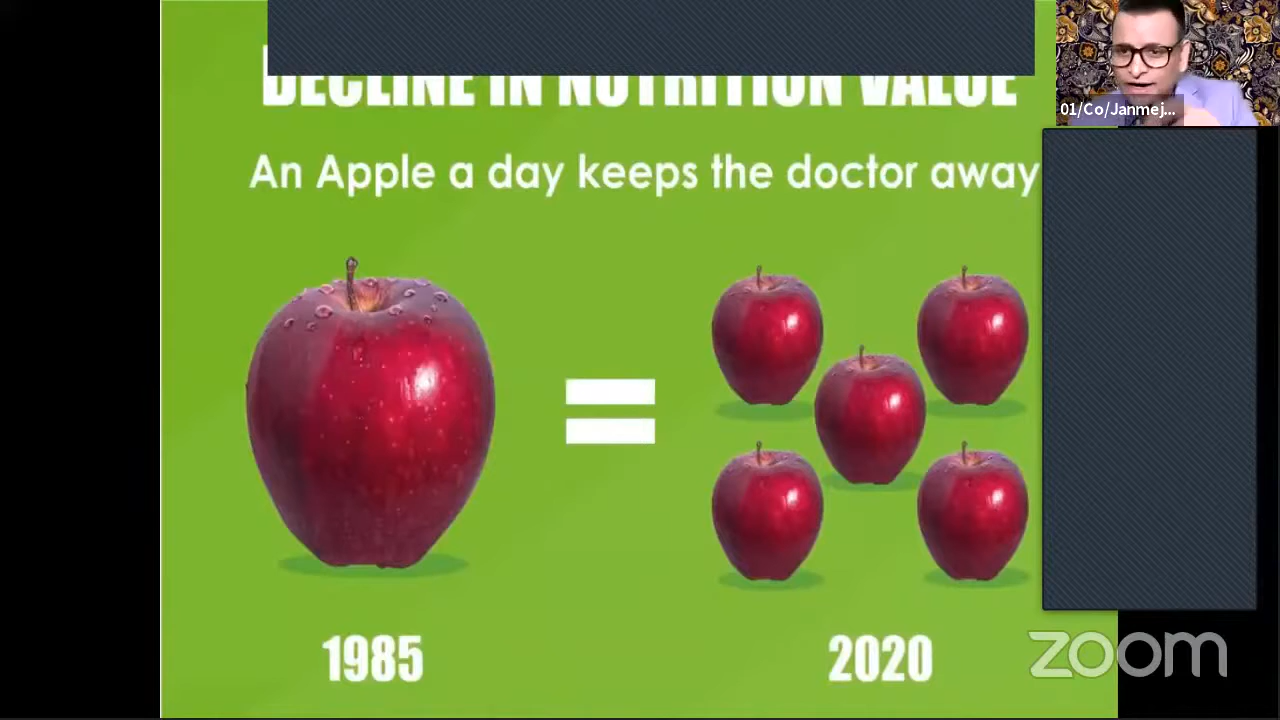 DECLINE IN NUTRITION VALUE
01/Co/Janmej...
An Apple a day keeps the doctor away
=
1985
2020
zoom